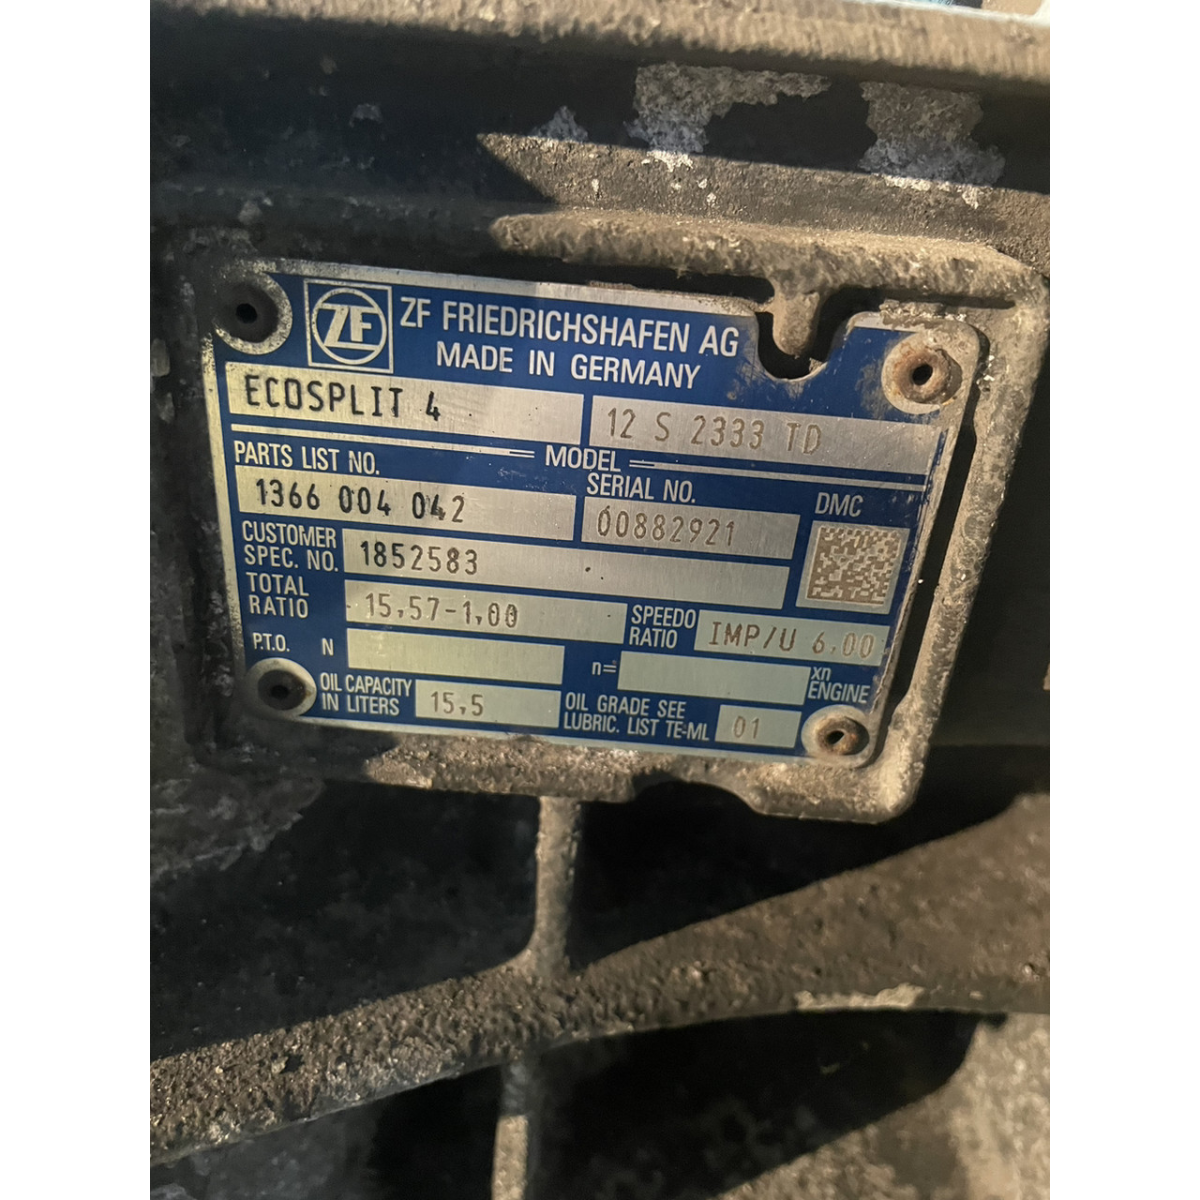 ZF
ZF FRIEDRICHSHAFEN AG
MADE IN GERMANY
ECOSPLIT 4
12 S 2333 TD
MODEL
PARTS LIST NO.
SERIAL NO.
DMC
1366 004 042
00882921
CUSTOMER
SPEC. NO.
1852583
TOTAL
RATIO
15,57-1,00
SPEEDO
RATIO
IMP/U 6,00
P.T.O.
N
n=
xn
ENGINE
OIL CAPACITY
IN LITERS
15,5
OIL GRADE SEE
LUBRIC. LIST TE-ML
01